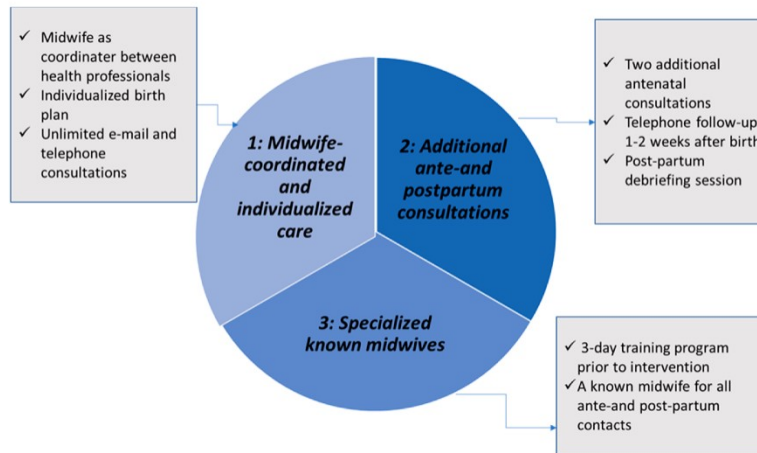 ✓ Midwife as
coordinater between
health professionals
✓ Individualized birth
plan
✓ Unlimited e-mail and
telephone
consultations
1: Midwife-
coordinated
and
individualized
care
2: Additional
ante-and
postpartum
consultations
✓ Two additional
antenatal
consultations
✓ Telephone follow-up
1-2 weeks after birth
✓ Post-partum
debriefing session
3: Specialized
known midwives
✓ 3-day training program
prior to intervention
✓ A known midwife for all
ante-and post-partum
contacts